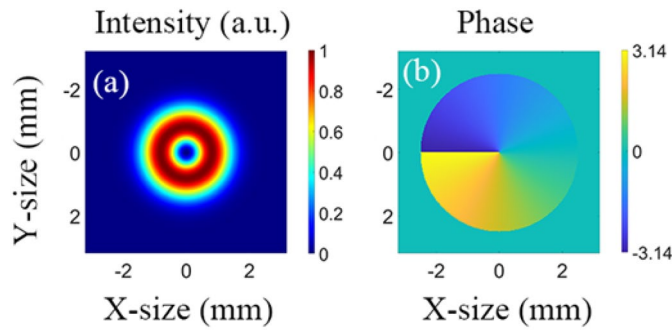 Intensity (a.u.)
Phase
Y-size (mm)
-2
0
2
(a)
1
0.8
0.6
0.4
0.2
0
-2
0
2
(b)
3.14
0
-3.14
-2 0 2
-2 0 2
X-size (mm)
X-size (mm)